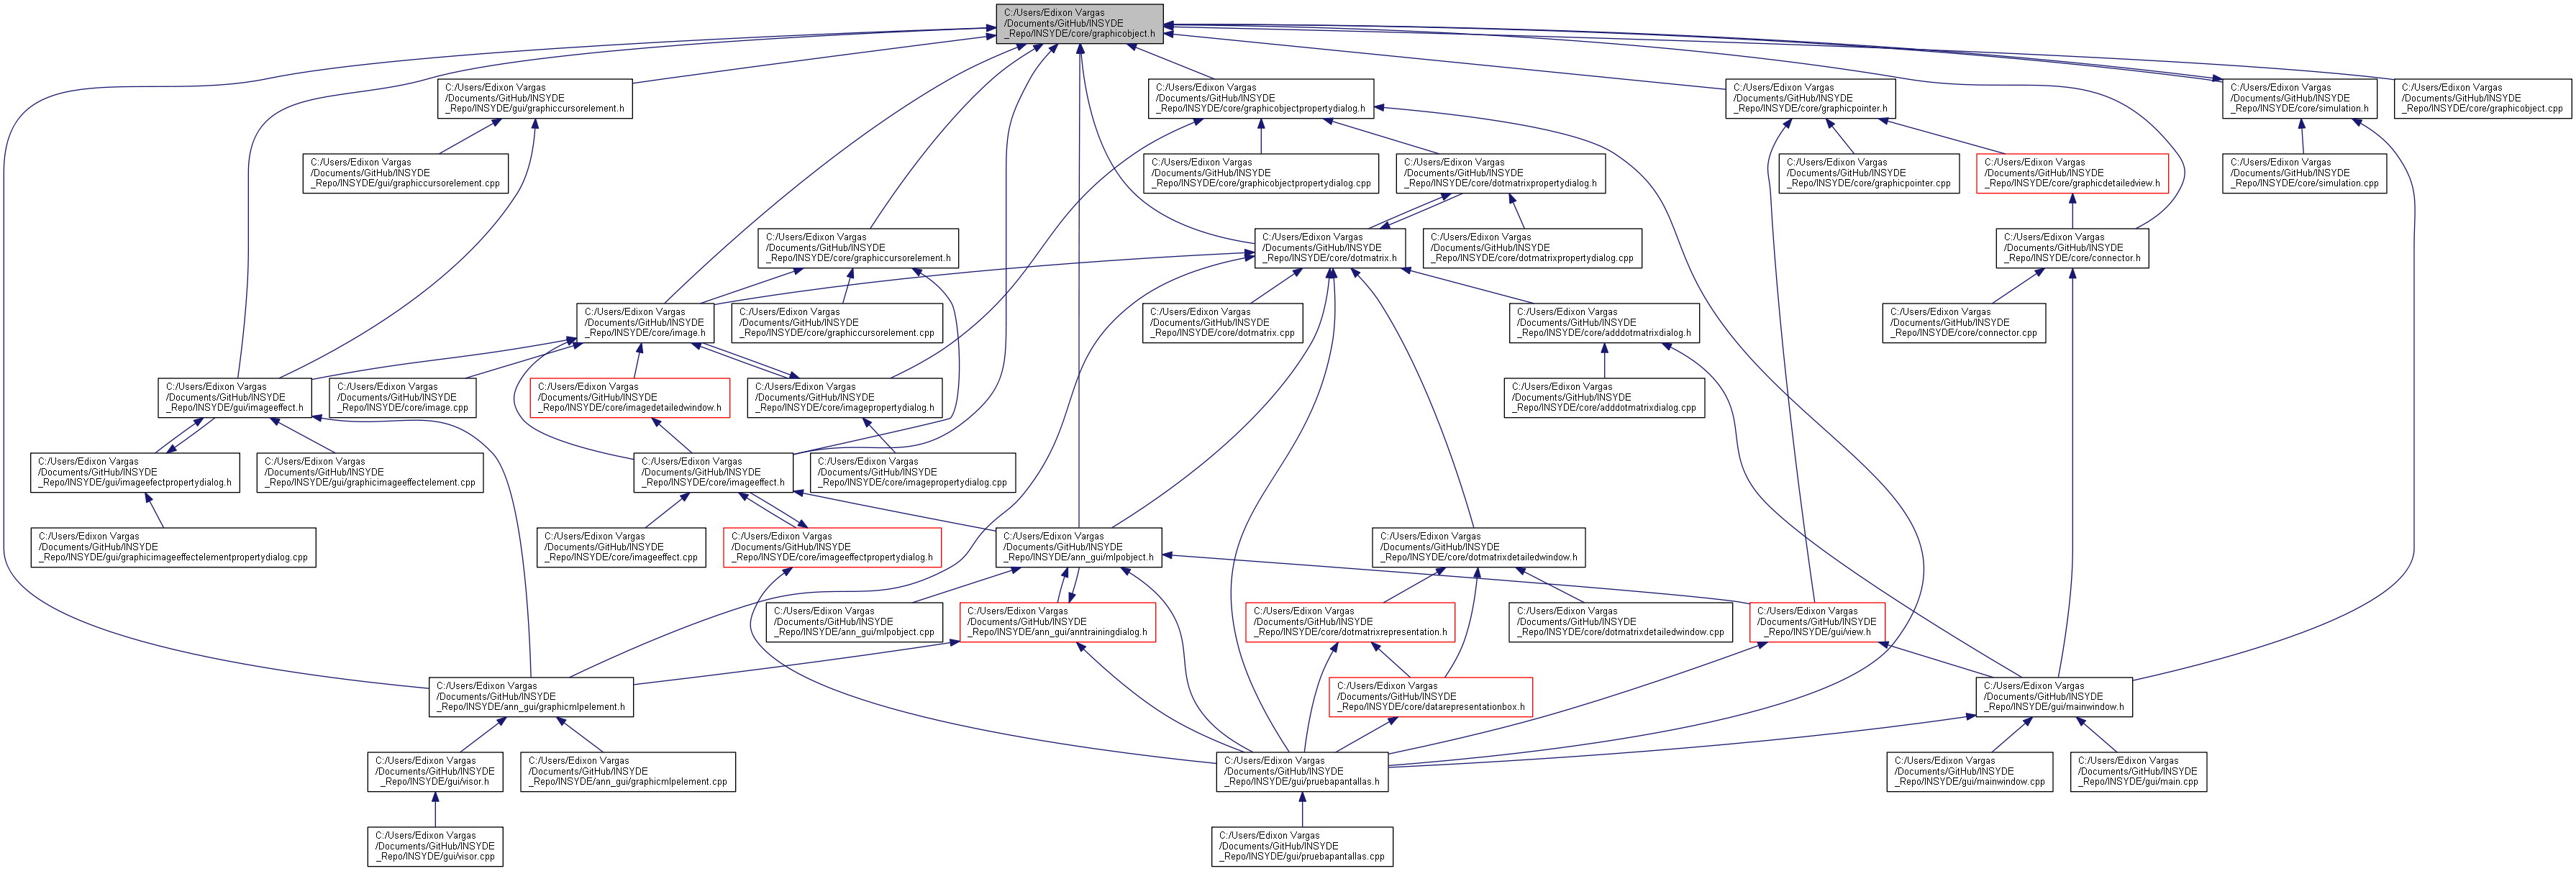 C:/Users/Edixon Vargas
/Documents/GitHub/INSYDE
_Repo/INSYDE/core/graphicobject.h
C:/Users/Edixon Vargas
/Documents/GitHub/INSYDE
_Repo/INSYDE/gui/graphiccursorelement.h
C:/Users/Edixon Vargas
/Documents/GitHub/INSYDE
_Repo/INSYDE/core/graphicobjectpropertydialog.h
C:/Users/Edixon Vargas
/Documents/GitHub/INSYDE
_Repo/INSYDE/core/graphicpointer.h
C:/Users/Edixon Vargas
/Documents/GitHub/INSYDE
_Repo/INSYDE/core/simulation.h
C:/Users/Edixon Vargas
/Documents/GitHub/INSYDE
_Repo/INSYDE/core/graphicobject.cpp
C:/Users/Edixon Vargas
/Documents/GitHub/INSYDE
_Repo/INSYDE/gui/graphiccursorelement.cpp
C:/Users/Edixon Vargas
/Documents/GitHub/INSYDE
_Repo/INSYDE/core/graphicobjectpropertydialog.cpp
C:/Users/Edixon Vargas
/Documents/GitHub/INSYDE
_Repo/INSYDE/core/dotmatrixpropertydialog.h
C:/Users/Edixon Vargas
/Documents/GitHub/INSYDE
_Repo/INSYDE/core/graphicpointer.cpp
C:/Users/Edixon Vargas
/Documents/GitHub/INSYDE
_Repo/INSYDE/core/graphicdetailedview.h
C:/Users/Edixon Vargas
/Documents/GitHub/INSYDE
_Repo/INSYDE/core/simulation.cpp
C:/Users/Edixon Vargas
/Documents/GitHub/INSYDE
_Repo/INSYDE/core/graphiccursorelement.h
C:/Users/Edixon Vargas
/Documents/GitHub/INSYDE
_Repo/INSYDE/core/dotmatrix.h
C:/Users/Edixon Vargas
/Documents/GitHub/INSYDE
_Repo/INSYDE/core/dotmatrixpropertydialog.cpp
C:/Users/Edixon Vargas
/Documents/GitHub/INSYDE
_Repo/INSYDE/core/connector.h
C:/Users/Edixon Vargas
/Documents/GitHub/INSYDE
_Repo/INSYDE/core/image.h
C:/Users/Edixon Vargas
/Documents/GitHub/INSYDE
_Repo/INSYDE/core/graphiccursorelement.cpp
C:/Users/Edixon Vargas
/Documents/GitHub/INSYDE
_Repo/INSYDE/core/dotmatrix.cpp
C:/Users/Edixon Vargas
/Documents/GitHub/INSYDE
_Repo/INSYDE/core/adddotmatrixdialog.h
C:/Users/Edixon Vargas
/Documents/GitHub/INSYDE
_Repo/INSYDE/core/connector.cpp
C:/Users/Edixon Vargas
/Documents/GitHub/INSYDE
_Repo/INSYDE/gui/imageeffect.h
C:/Users/Edixon Vargas
/Documents/GitHub/INSYDE
_Repo/INSYDE/core/image.cpp
C:/Users/Edixon Vargas
/Documents/GitHub/INSYDE
_Repo/INSYDE/core/imagedetailedwindow.h
C:/Users/Edixon Vargas
/Documents/GitHub/INSYDE
_Repo/INSYDE/core/imagepropertydialog.h
C:/Users/Edixon Vargas
/Documents/GitHub/INSYDE
_Repo/INSYDE/core/adddotmatrixdialog.cpp
C:/Users/Edixon Vargas
/Documents/GitHub/INSYDE
_Repo/INSYDE/gui/imageefectpropertydialog.h
C:/Users/Edixon Vargas
/Documents/GitHub/INSYDE
_Repo/INSYDE/gui/graphicimageeffectelement.cpp
C:/Users/Edixon Vargas
/Documents/GitHub/INSYDE
_Repo/INSYDE/core/imageeffect.h
C:/Users/Edixon Vargas
/Documents/GitHub/INSYDE
_Repo/INSYDE/core/imagepropertydialog.cpp
C:/Users/Edixon Vargas
/Documents/GitHub/INSYDE
_Repo/INSYDE/gui/graphicimageeffectelementpropertydialog.cpp
C:/Users/Edixon Vargas
/Documents/GitHub/INSYDE
_Repo/INSYDE/core/imageeffect.cpp
C:/Users/Edixon Vargas
/Documents/GitHub/INSYDE
_Repo/INSYDE/core/imageeffectpropertydialog.h
C:/Users/Edixon Vargas
/Documents/GitHub/INSYDE
_Repo/INSYDE/ann_gui/mlpobject.h
C:/Users/Edixon Vargas
/Documents/GitHub/INSYDE
_Repo/INSYDE/core/dotmatrixdetailedwindow.h
C:/Users/Edixon Vargas
/Documents/GitHub/INSYDE
_Repo/INSYDE/ann_gui/mlpobject.cpp
C:/Users/Edixon Vargas
/Documents/GitHub/INSYDE
_Repo/INSYDE/ann_gui/anntrainingdialog.h
C:/Users/Edixon Vargas
/Documents/GitHub/INSYDE
_Repo/INSYDE/core/dotmatrixrepresentation.h
C:/Users/Edixon Vargas
/Documents/GitHub/INSYDE
_Repo/INSYDE/core/dotmatrixdetailedwindow.cpp
C:/Users/Edixon Vargas
/Documents/GitHub/INSYDE
_Repo/INSYDE/gui/view.h
C:/Users/Edixon Vargas
/Documents/GitHub/INSYDE
_Repo/INSYDE/ann_gui/graphicmlpelement.h
C:/Users/Edixon Vargas
/Documents/GitHub/INSYDE
_Repo/INSYDE/core/datarepresentationbox.h
C:/Users/Edixon Vargas
/Documents/GitHub/INSYDE
_Repo/INSYDE/gui/mainwindow.h
C:/Users/Edixon Vargas
/Documents/GitHub/INSYDE
_Repo/INSYDE/gui/visor.h
C:/Users/Edixon Vargas
/Documents/GitHub/INSYDE
_Repo/INSYDE/ann_gui/graphicmlpelement.cpp
C:/Users/Edixon Vargas
/Documents/GitHub/INSYDE
_Repo/INSYDE/gui/pruebapantallas.h
C:/Users/Edixon Vargas
/Documents/GitHub/INSYDE
_Repo/INSYDE/gui/mainwindow.cpp
C:/Users/Edixon Vargas
/Documents/GitHub/INSYDE
_Repo/INSYDE/gui/main.cpp
C:/Users/Edixon Vargas
/Documents/GitHub/INSYDE
_Repo/INSYDE/gui/visor.cpp
C:/Users/Edixon Vargas
/Documents/GitHub/INSYDE
_Repo/INSYDE/gui/pruebapantallas.cpp